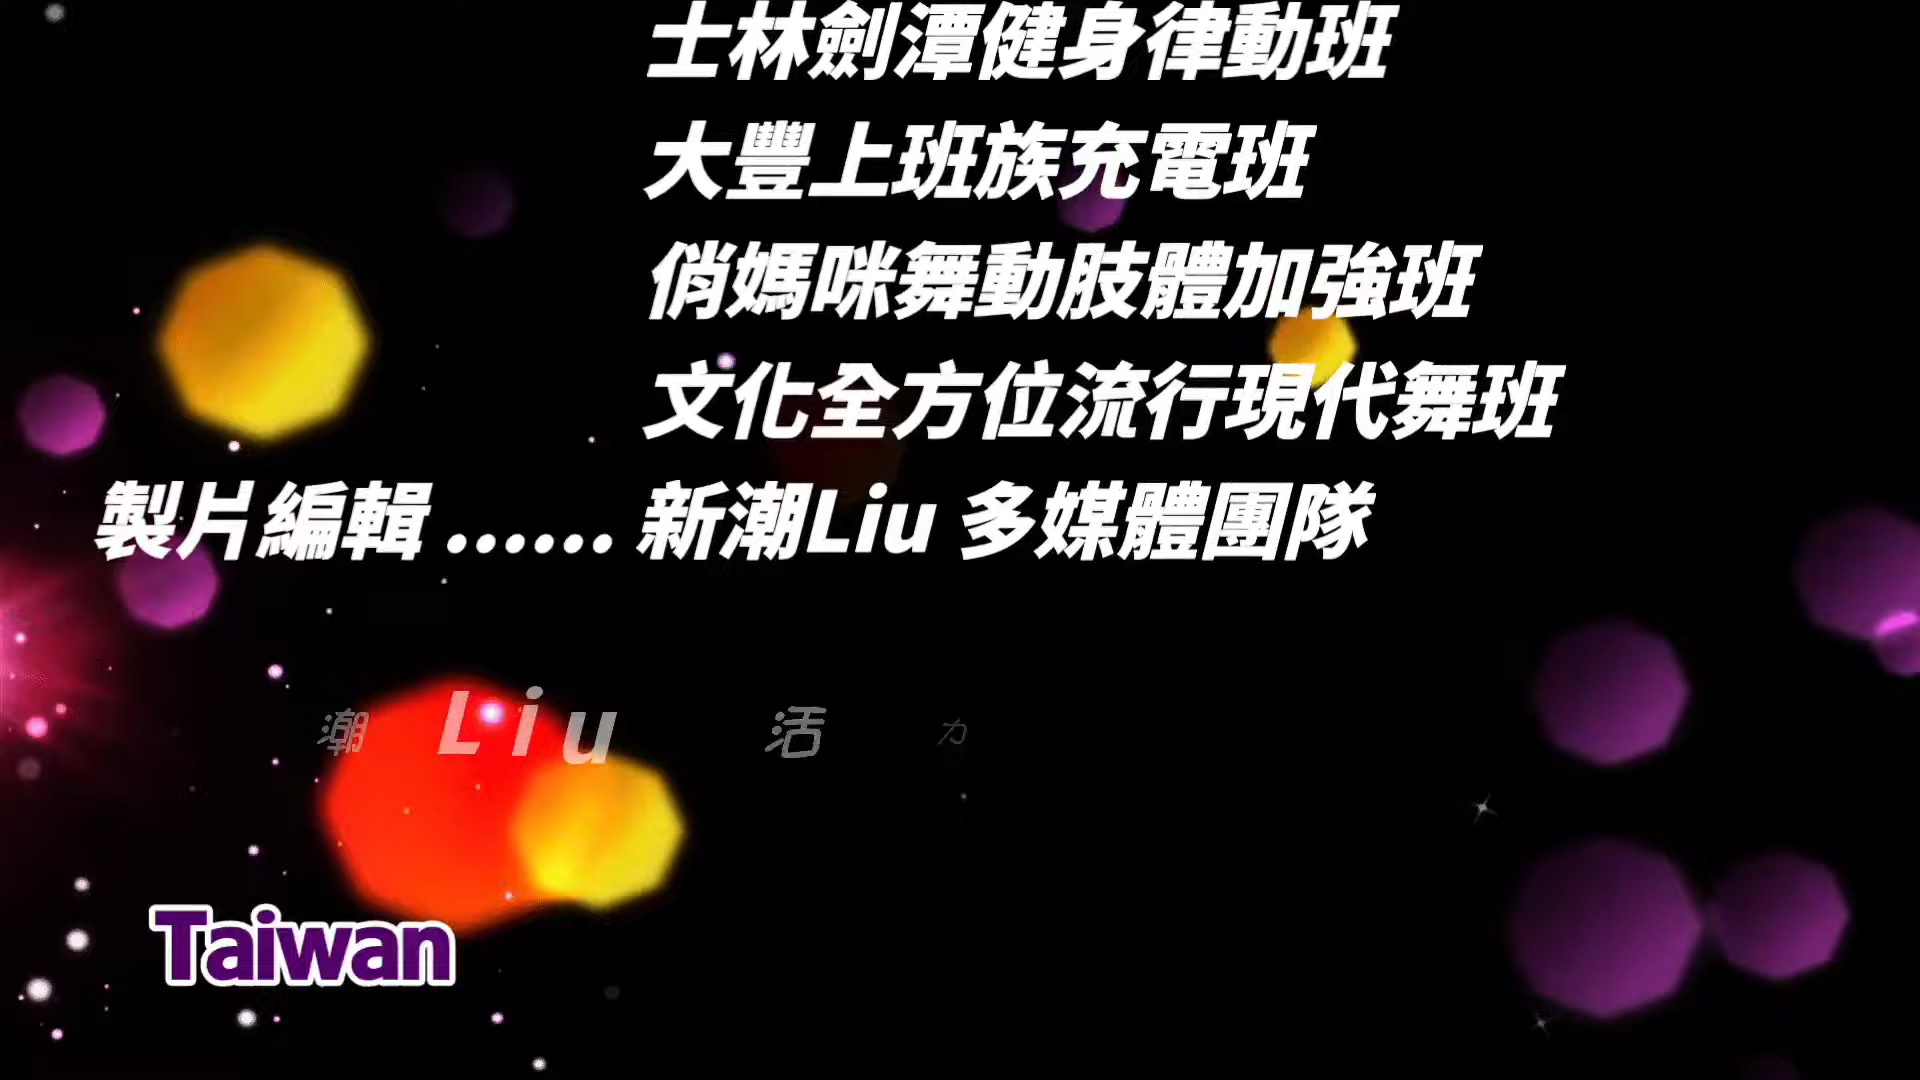 士林劍潭健身律動班
大豐上班族充電班
俏媽咪舞動肢體加強班
文化全方位流行現代舞班
製片編輯 ...... 新潮Liu 多媒體團隊
潮 Liu 活 力
Taiwan